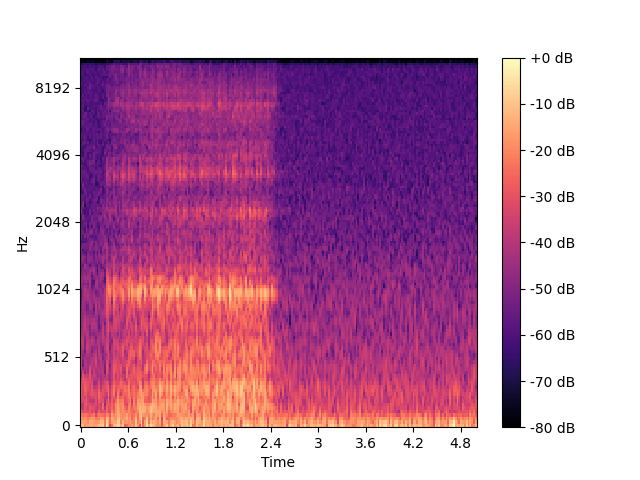 +0 dB
8192
-10 dB
4096
-20 dB
-30 dB
2048
Hz
-40 dB
1024
-50 dB
512
-60 dB
-70 dB
0
-80 dB
0 0.6 1.2 1.8 2.4 3 3.6 4.2 4.8
Time